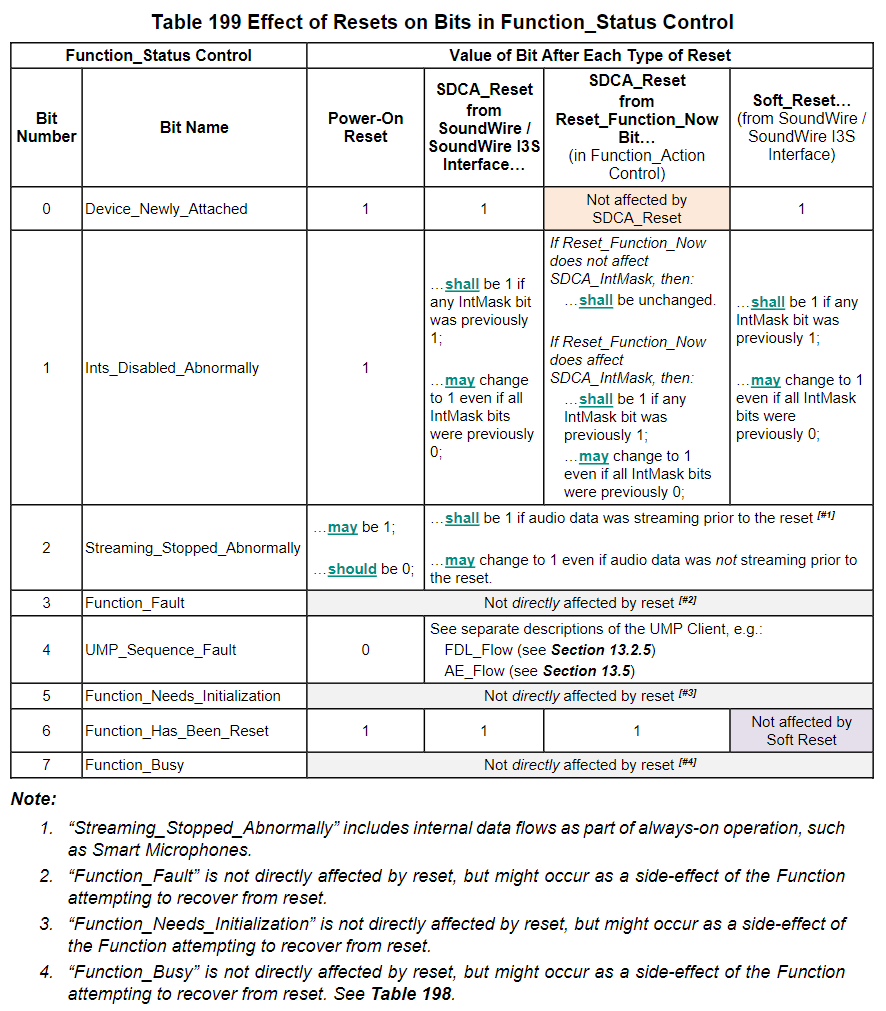 Table 199 Effect of Resets on Bits in Function_Status Control
Function_Status Control
Value of Bit After Each Type of Reset
Bit
Number
Bit Name
Power-On
Reset
SDCA_Reset
from
SoundWire /
SoundWire I3S
Interface…
SDCA_Reset
from
Reset_Function_Now
Bit…
(in Function_Action
Control)
Soft_Reset…
(from SoundWire /
SoundWire I3S
Interface)
0
Device_Newly_Attached
1
1
Not affected by
SDCA_Reset
1
1
Ints_Disabled_Abnormally
1
…shall be 1 if
any IntMask bit
was previously
1;
…may change
to 1 even if all
IntMask bits
were previously
0;
If Reset_Function_Now
does not affect
SDCA_IntMask, then:
…shall be unchanged.
If Reset_Function_Now
does affect
SDCA_IntMask, then:
…shall be 1 if any
IntMask bit was
previously 1;
…may change to 1
even if all IntMask bits
were previously 0;
…shall be 1 if any
IntMask bit was
previously 1;
…may change to 1
even if all IntMask
bits were
previously 0;
2
Streaming_Stopped_Abnormally
…may be 1;
…should be 0;
…shall be 1 if audio data was streaming prior to the reset [#1]
…may change to 1 even if audio data was not streaming prior to
the reset.
3
Function_Fault
Not directly affected by reset [#2]
4
UMP_Sequence_Fault
0
See separate descriptions of the UMP Client, e.g.:
FDL_Flow (see Section 13.2.5)
AE_Flow (see Section 13.5)
5
Function_Needs_Initialization
Not directly affected by reset [#3]
6
Function_Has_Been_Reset
1
1
1
Not affected by
Soft Reset
7
Function_Busy
Not directly affected by reset [#4]
Note:
1. “Streaming_Stopped_Abnormally” includes internal data flows as part of always-on operation, such
as Smart Microphones.
2. “Function_Fault” is not directly affected by reset, but might occur as a side-effect of the Function
attempting to recover from reset.
3. “Function_Needs_Initialization” is not directly affected by reset, but might occur as a side-effect of
the Function attempting to recover from reset.
4. “Function_Busy” is not directly affected by reset, but might occur as a side-effect of the Function
attempting to recover from reset. See Table 198.